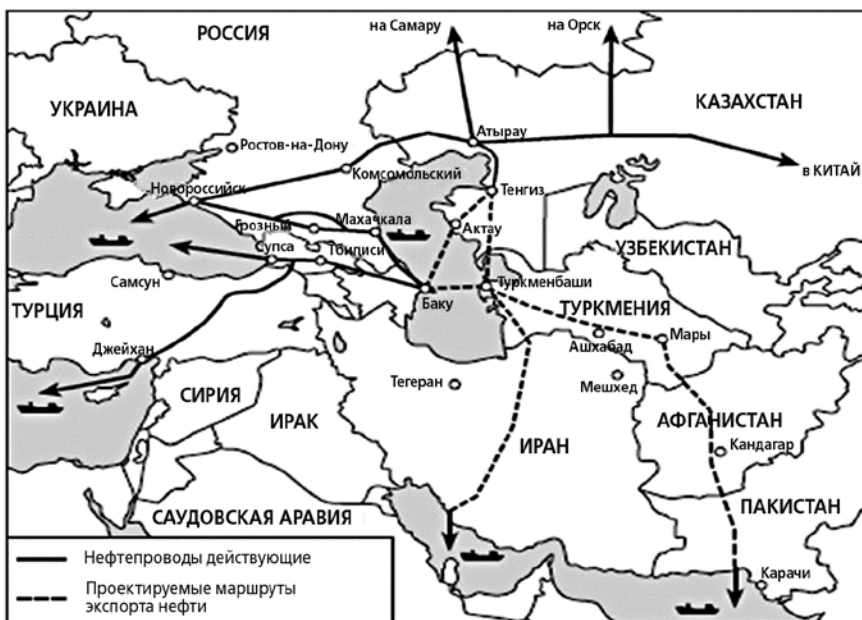 РОССИЯ
на Самару
на Орск
УКРАИНА
КАЗАХСТАН
Атырау
Ростов-на-Дону
Комсомольский
в КИТАЙ
Новороссийск
Тенгиз
Грозный
Махачкала
Актау
Супса
Тбилиси
УЗБЕКИСТАН
Самсун
Баку
Туркменбаши
ТУРЦИЯ
ТУРКМЕНИЯ
Ашхабад
Мары
Джейхан
Тегеран
Мешхед
СИРИЯ
ИРАК
ИРАН
АФГАНИСТАН
Кандагар
САУДОВСКАЯ АРАВИЯ
ПАКИСТАН
Карачи
Нефтепроводы действующие
Проектируемые маршруты
экспорта нефти